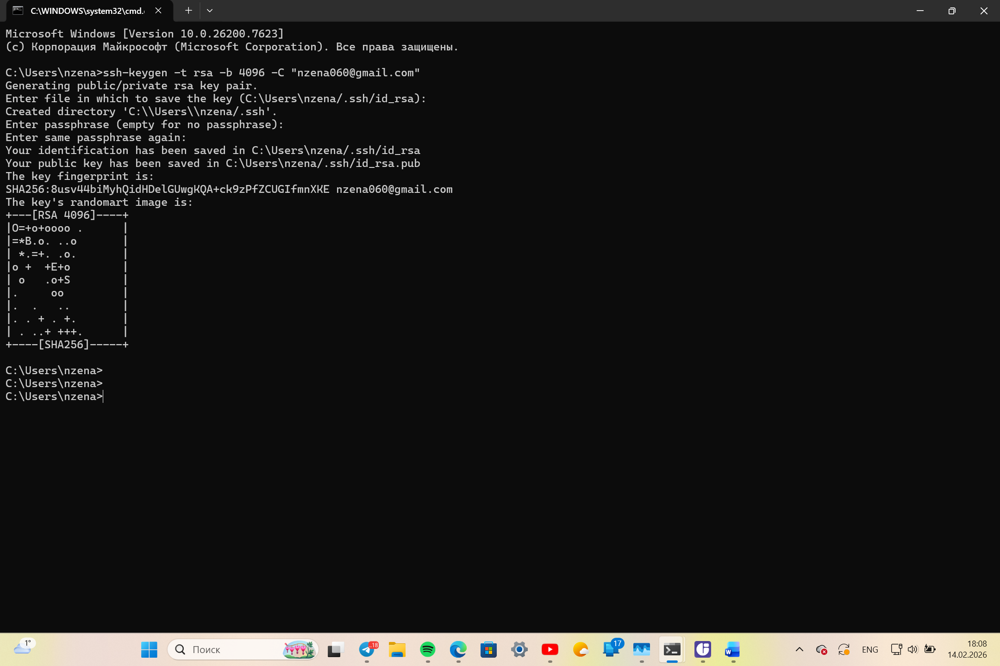 C:\WINDOWS\system32\cmd.
Microsoft Windows [Version 10.0.26200.7623]
(c) Корпорация Майкрософт (Microsoft Corporation). Все права защищены.
C:\Users\nzena>ssh-keygen -t rsa -b 4096 -C "nzena060@gmail.com"
Generating public/private rsa key pair.
Enter file in which to save the key (C:\Users\nzena/.ssh/id_rsa):
Created directory 'C:\\Users\\nzena/.ssh'.
Enter passphrase (empty for no passphrase):
Enter same passphrase again:
Your identification has been saved in C:\Users\nzena/.ssh/id_rsa
Your public key has been saved in C:\Users\nzena/.ssh/id_rsa.pub
The key fingerprint is:
SHA256:8usv44biMyhQidHDelGUwgKQA+ck9zPfZCUGIfmnXKE nzena060@gmail.com
The key's randomart image is:
+---[RSA 4096]----+
|O=+o+oooo .      |
|=*B.o. ..o       |
| *.=+. .o.       |
|o +  +E+o        |
| o   .o+S        |
|.     oo         |
|.  .   ..        |
|. . + . +.       |
| . ..+ +++.      |
+----[SHA256]-----+
C:\Users\nzena>
C:\Users\nzena>
C:\Users\nzena>
1°
Поиск
..18
17
ENG
18:08
14.02.2026